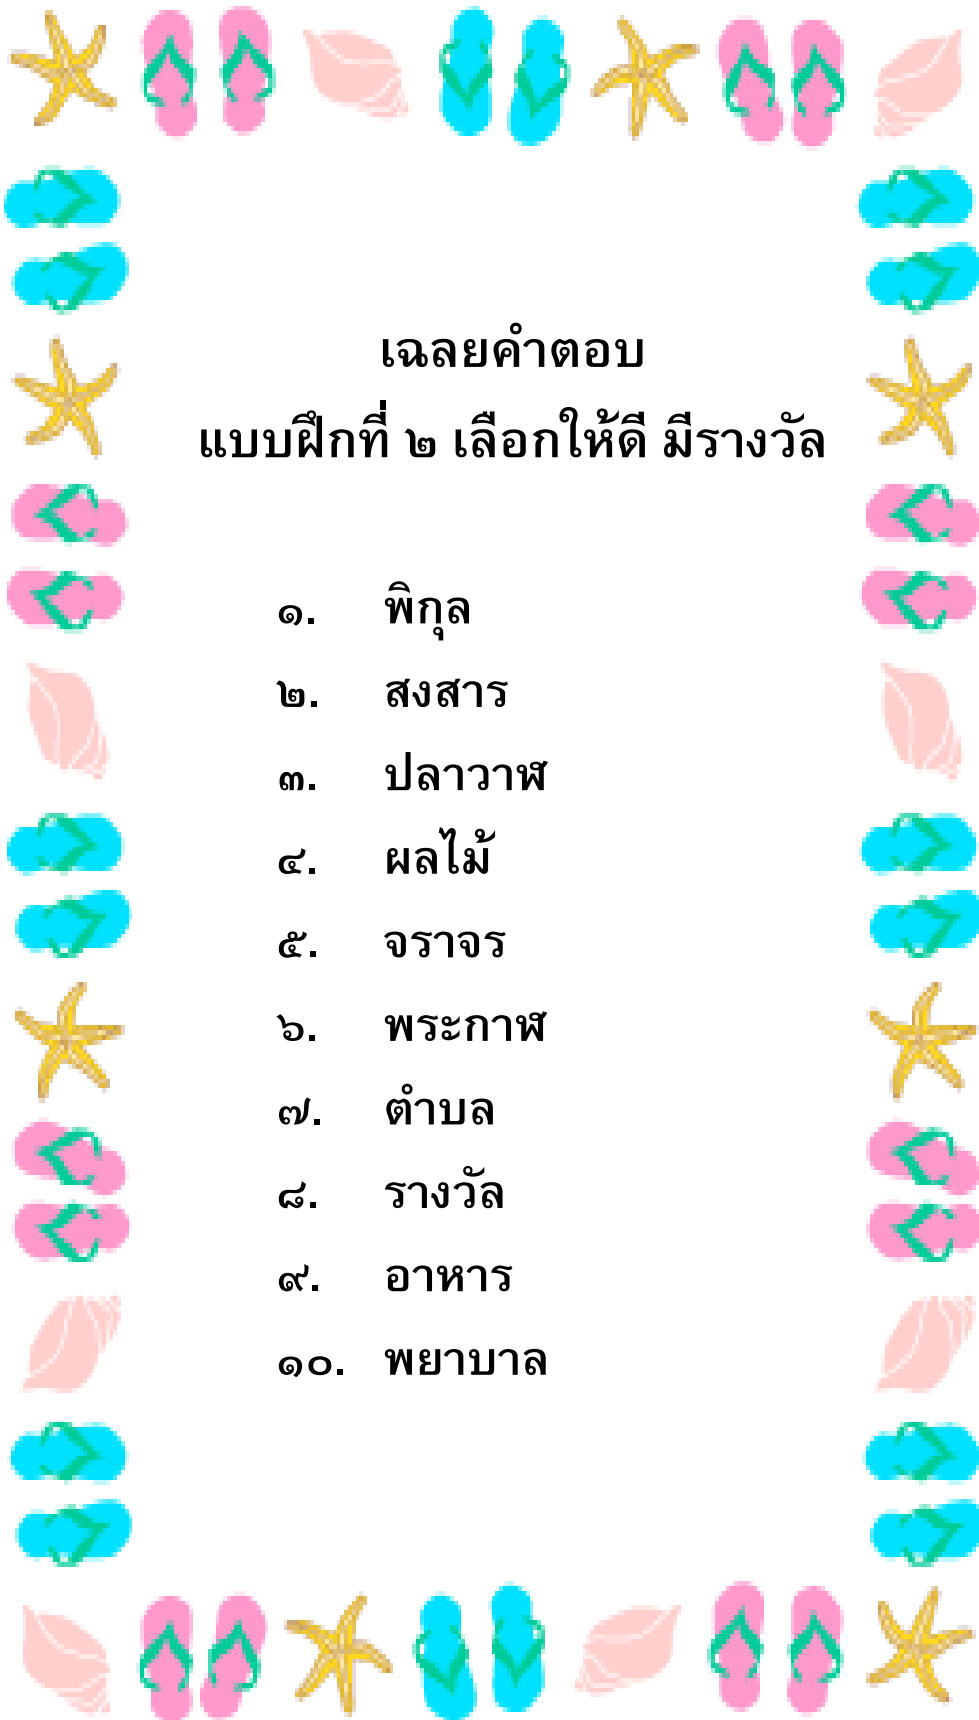 เฉลยคำตอบ
แบบฝึกที่ ๒ เลือกให้ดี มีรางวัล
๑. พิกุล
๒. สงสาร
๓. ปลาวาฬ
๔. ผลไม้
๕. จราจร
๖. พระกาฬ
๗. ตำบล
๘. รางวัล
๙. อาหาร
๑๐. พยาบาล